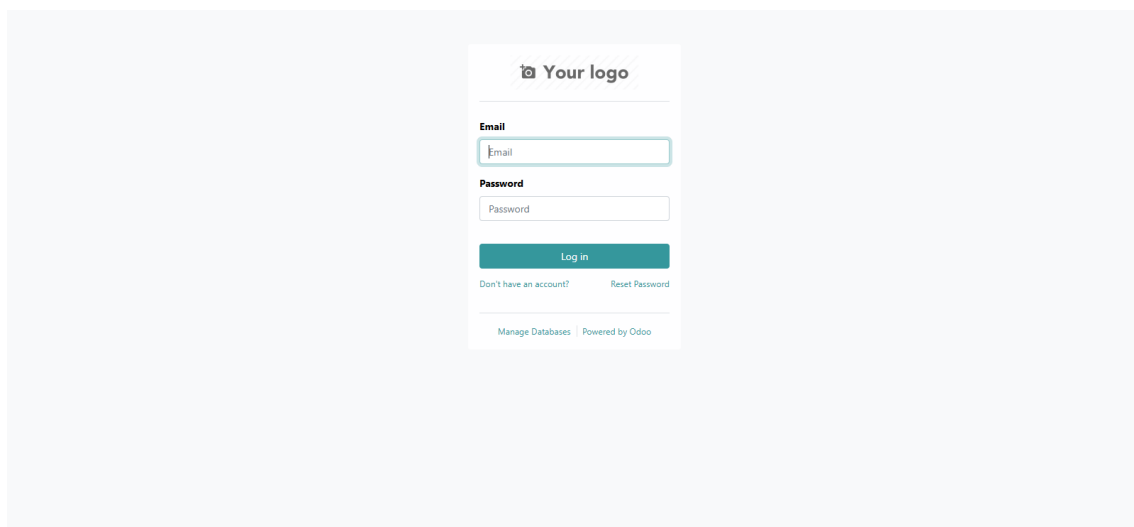 Your logo
Email
Email
Password
Password
Log in
Don't have an account? Reset Password
Manage Databases Powered by Odoo